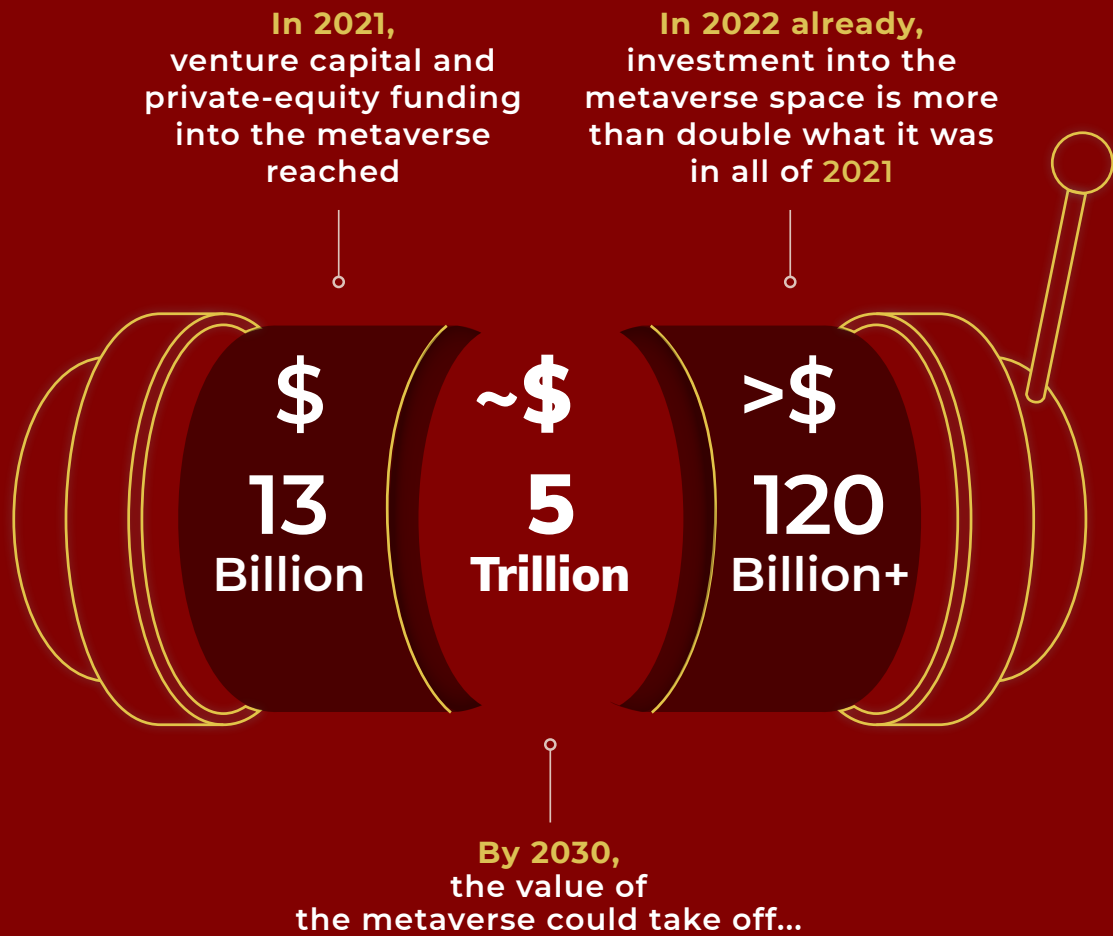 In 2021,
venture capital and
private-equity funding
into the metaverse
reached
In 2022 already,
investment into the
metaverse space is more
than double what it was
in all of 2021
$
13
Billion
~$
5
Trillion
>$
120
Billion+
By 2030,
the value of
the metaverse could take off...